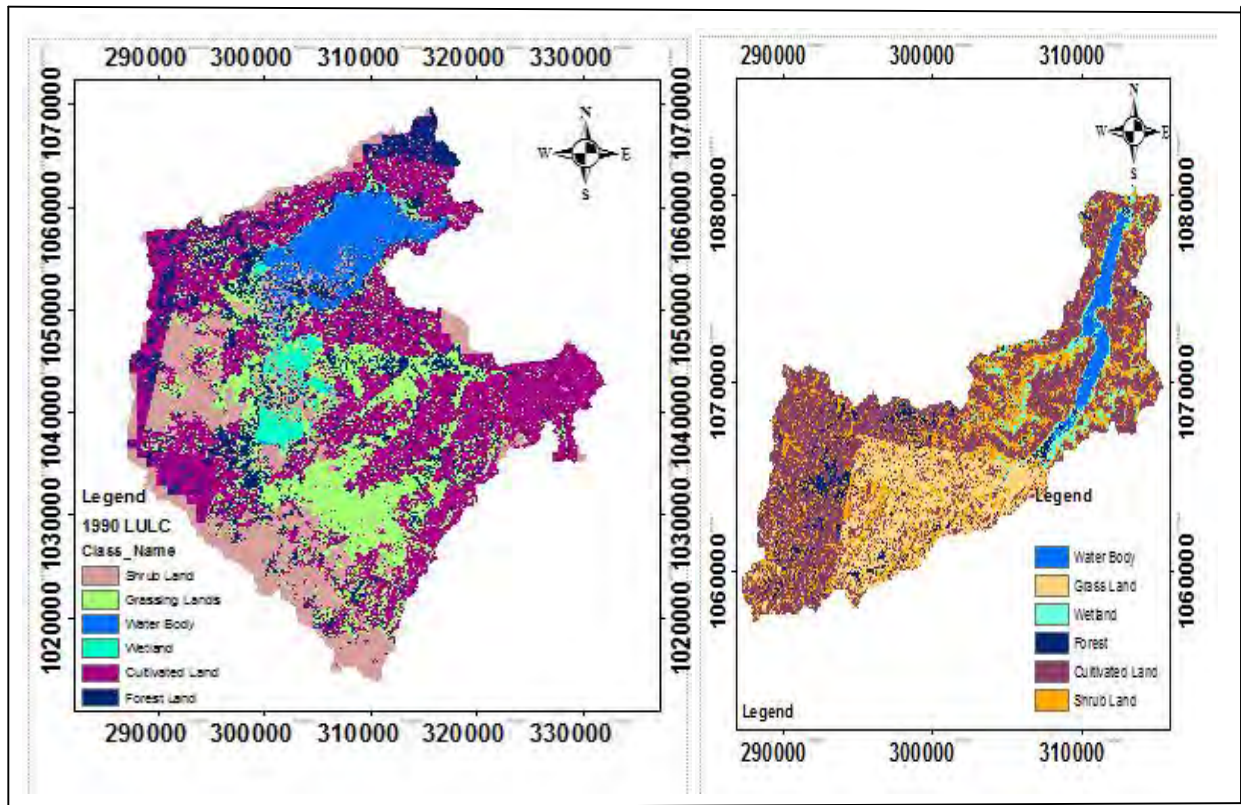 290000 300000 310000 320000 330000
N
W E
S
1070000
1060000
1050000
1040000
1030000
1020000
1070000
1060000
1050000
1040000
1030000
1020000
Legend
1990 LULC
Class_Name
Shrub Land
Grassing Lands
Water Body
Wetland
Cultivated Land
Forest Land
290000 300000 310000 320000 330000
290000 300000 310000
N
W E
S
1080000
1070000
1060000
1080000
1070000
1060000
Legend
Water Body
Grass Land
Wetland
Forest
Cultivated Land
Shrub Land
Legend
290000 300000 310000